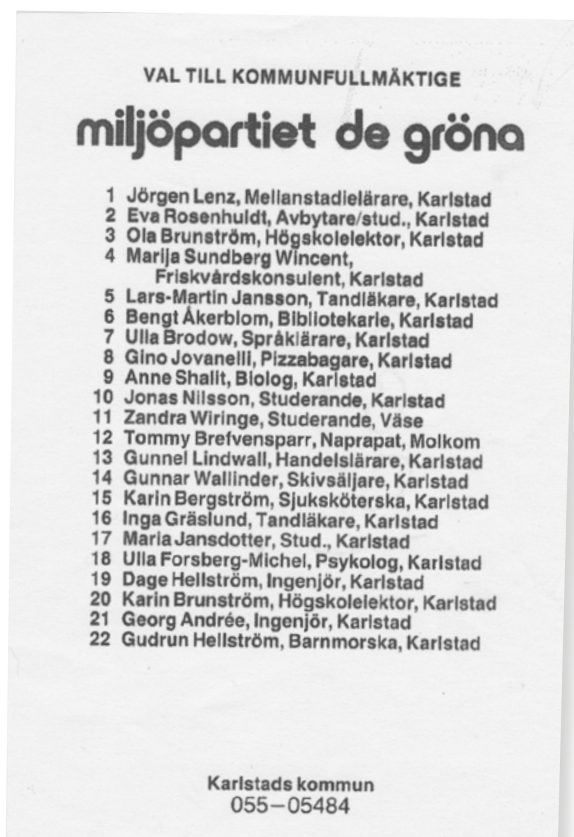 VAL TILL KOMMUNFULLMÄKTIGE
miljöpartiet de gröna
1 Jörgen Lenz, Mellanstadielärare, Karlstad
2 Eva Rosenhuldt, Avbytare/stud., Karlstad
3 Ola Brunström, Högskolelektor, Karlstad
4 Marija Sundberg Wincent,
Friskvårdskonsulent, Karlstad
5 Lars-Martin Jansson, Tandläkare, Karlstad
6 Bengt Åkerblom, Bibliotekarie, Karlstad
7 Ulla Brodow, Språklärare, Karlstad
8 Gino Jovanelli, Pizzabagare, Karlstad
9 Anne Shalit, Biolog, Karlstad
10 Jonas Nilsson, Studerande, Karlstad
11 Zandra Wiringe, Studerande, Väse
12 Tommy Brefvensparr, Naprapat, Molkom
13 Gunnel Lindwall, Handelslärare, Karlstad
14 Gunnar Wallinder, Skivsäljare, Karlstad
15 Karin Bergström, Sjuksköterska, Karlstad
16 Inga Gräslund, Tandläkare, Karlstad
17 Maria Jansdotter, Stud., Karlstad
18 Ulla Forsberg-Michel, Psykolog, Karlstad
19 Dage Hellström, Ingenjör, Karlstad
20 Karin Brunström, Högskolelektor, Karlstad
21 Georg Andrée, Ingenjör, Karlstad
22 Gudrun Hellström, Barnmorska, Karlstad
Karlstads kommun
055–05484